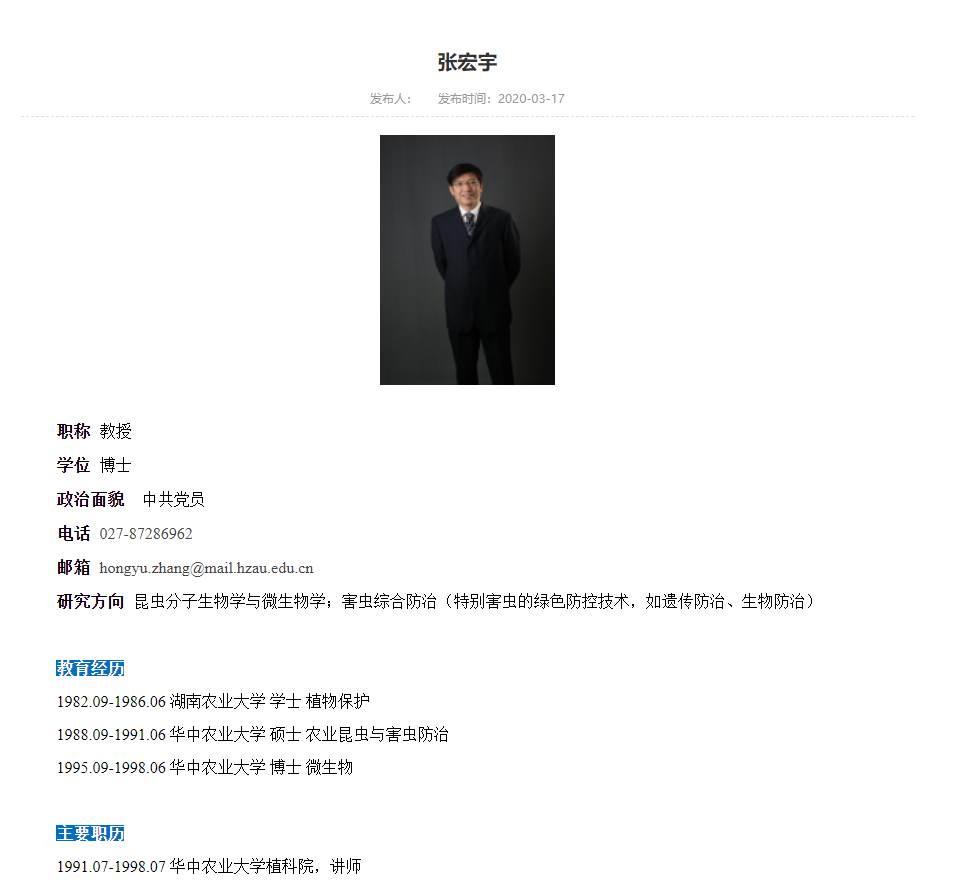 张宏宇
发布人： 发布时间：2020-03-17
职称 教授
学位 博士
政治面貌 中共党员
电话 027-87286962
邮箱 hongyu.zhang@mail.hzau.edu.cn
研究方向 昆虫分子生物学与微生物学；害虫综合防治（特别害虫的绿色防控技术，如遗传防治、生物防治）
教育经历
1982.09-1986.06 湖南农业大学 学士 植物保护
1988.09-1991.06 华中农业大学 硕士 农业昆虫与害虫防治
1995.09-1998.06 华中农业大学 博士 微生物
主要职历
1991.07-1998.07 华中农业大学植科院，讲师